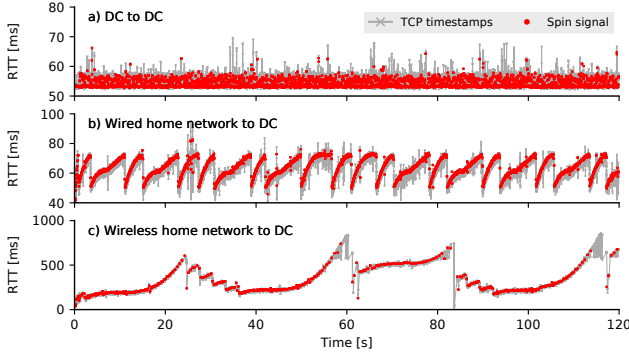 a) DC to DC
TCP timestamps
Spin signal
RTT [ms]
80
70
60
50
b) Wired home network to DC
RTT [ms]
100
80
60
40
c) Wireless home network to DC
RTT [ms]
1000
500
0
0
20
40
60
80
100
120
Time [s]